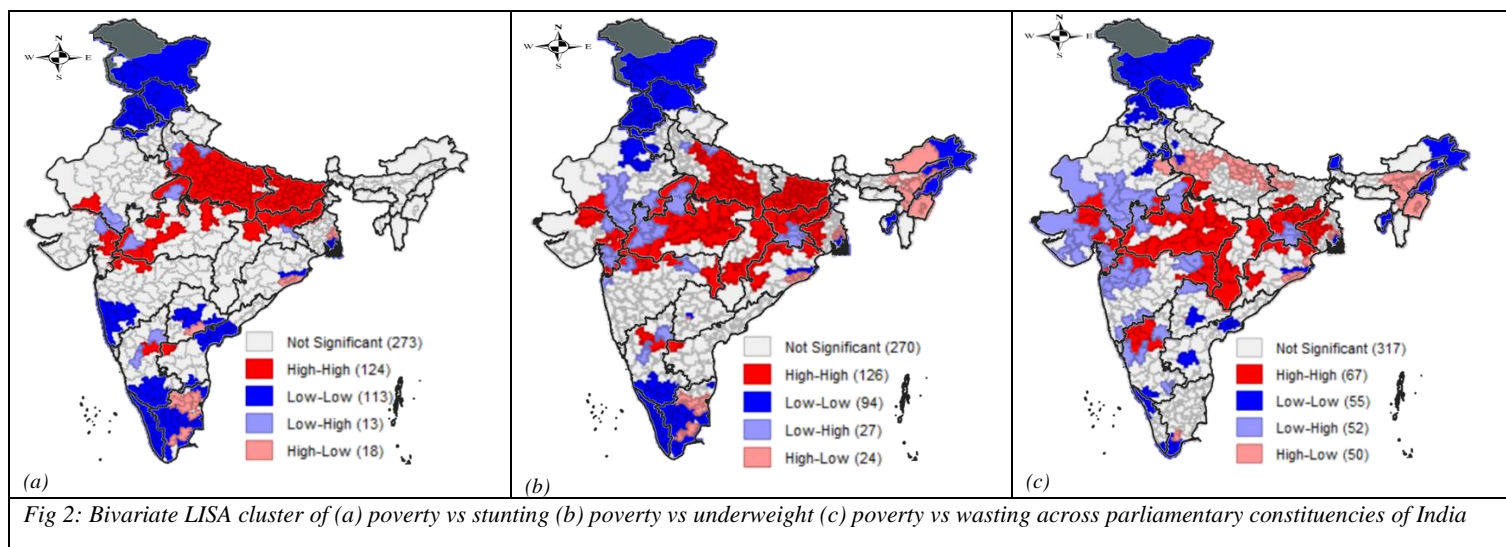 N
W E
S
Not Significant (273)
High-High (124)
Low-Low (113)
Low-High (13)
High-Low (18)
(a)
N
W E
S
Not Significant (270)
High-High (126)
Low-Low (94)
Low-High (27)
High-Low (24)
(b)
N
W E
S
Not Significant (317)
High-High (67)
Low-Low (55)
Low-High (52)
High-Low (50)
(c)
Fig 2: Bivariate LISA cluster of (a) poverty vs stunting (b) poverty vs underweight (c) poverty vs wasting across parliamentary constituencies of India